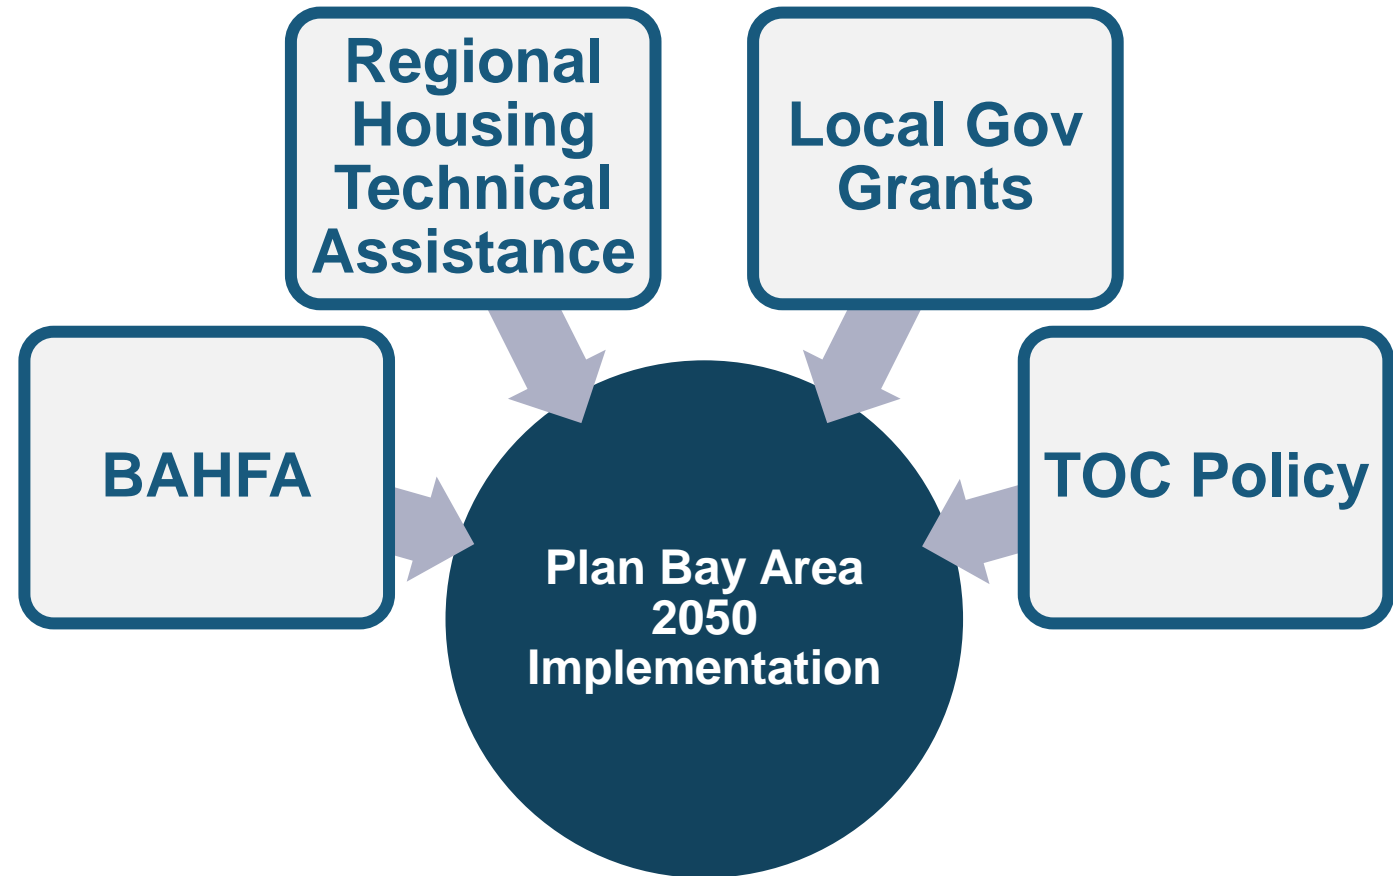 Regional
Housing
Technical
Assistance
Local Gov
Grants
BAHFA
TOC Policy
Plan Bay Area
2050
Implementation